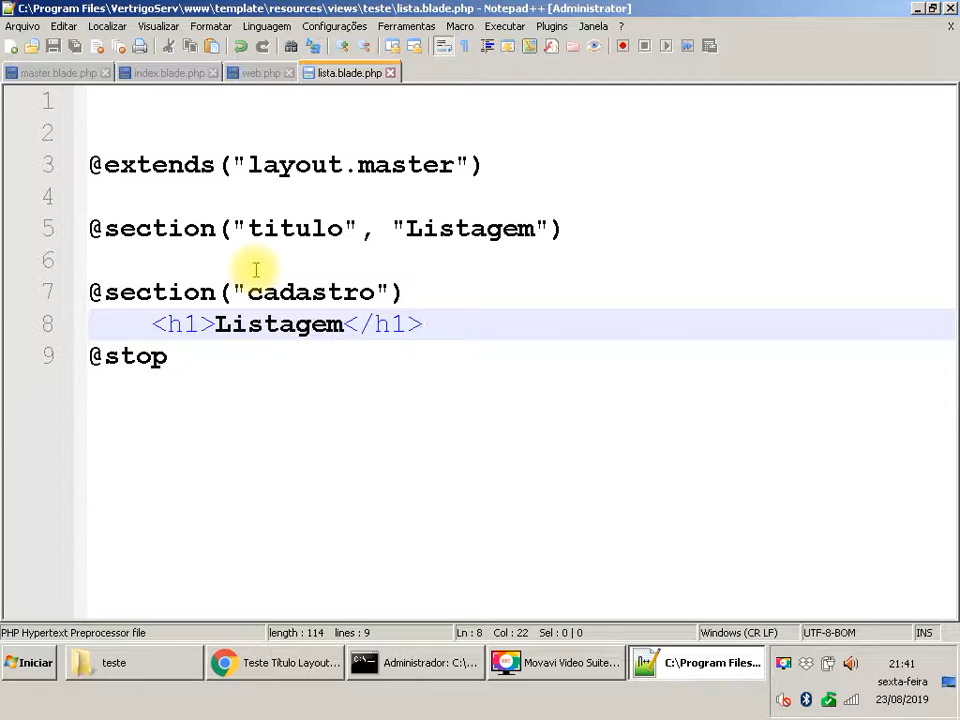 C:\Program Files\VertrigoServ\www\template\resources\views\teste\lista.blade.php - Notepad++ [Administrator]
Arquivo Editar Localizar Visualizar Formatar Linguagem Configurações Ferramentas Macro Executar Plugins Janela ? X
master.blade.php index.blade.php web.php lista.blade.php
1
2
3 @extends("layout.master")
4
5 @section("titulo", "Listagem")
6
7 @section("cadastro")
8 <h1>Listagem</h1>
9 @stop
PHP Hypertext Preprocessor file length : 114 lines : 9 Ln : 8 Col : 22 Sel : 0 | 0 Windows (CR LF) UTF-8-BOM INS
Iniciar teste Teste Título Layout... Administrador: C:\... Movavi Video Suite... C:\Program Files... 21:41
sexta-feira
23/08/2019